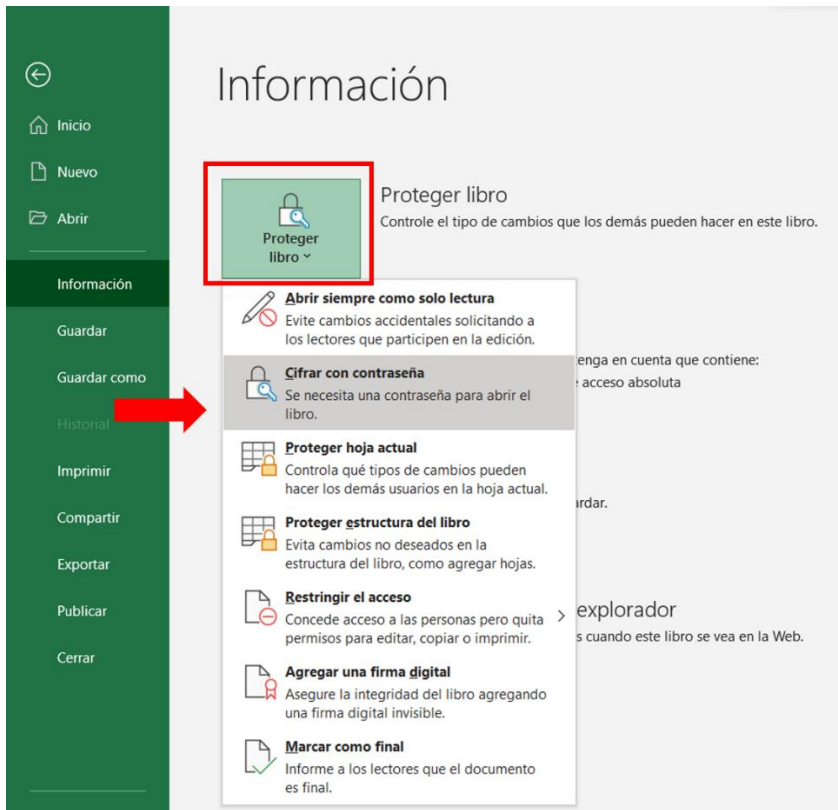 Información
Inicio
Nuevo
Abrir
Información
Guardar
Guardar como
Historial
Imprimir
Compartir
Exportar
Publicar
Cerrar
Proteger
libro
Proteger libro
Controle el tipo de cambios que los demás pueden hacer en este libro.
Abrir siempre como solo lectura
Evite cambios accidentales solicitando a
los lectores que participen en la edición.
Cifrar con contraseña
Se necesita una contraseña para abrir el
libro.
Proteger hoja actual
Controla qué tipos de cambios pueden
hacer los demás usuarios en la hoja actual.
Proteger estructura del libro
Evita cambios no deseados en la
estructura del libro, como agregar hojas.
Restringir el acceso
Concede acceso a las personas pero quita
permisos para editar, copiar o imprimir.
Agregar una firma digital
Asegure la integridad del libro agregando
una firma digital invisible.
Marcar como final
Informe a los lectores que el documento
es final.
enga en cuenta que contiene:
acceso absoluta
rdar.
explorador
s cuando este libro se vea en la Web.